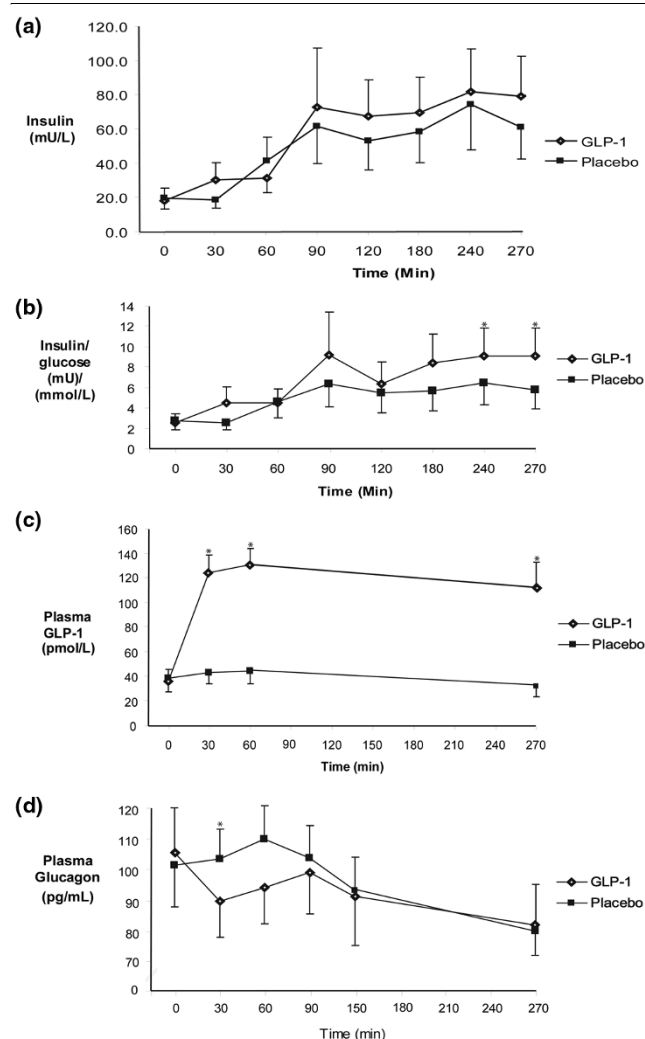 (a)
120.0
100.0
80.0
60.0
40.0
20.0
0.0
Insulin
(mU/L)
GLP-1
Placebo
0 30 60 90 120 180 240 270
Time (Min)
(b)
14
12
10
8
6
4
2
0
Insulin/
glucose
(mU)/
(mmol/L)
* *
GLP-1
Placebo
0 30 60 90 120 180 240 270
Time (Min)
(c)
160
140
120
100
80
60
40
20
0
Plasma
GLP-1
(pmol/L)
* * *
GLP-1
Placebo
0 30 60 90 120 150 180 210 240 270
Time (min)
(d)
120
110
100
90
80
70
0
Plasma
Glucagon
(pg/mL)
*
GLP-1
Placebo
0 30 60 90 150 270
Time (min)